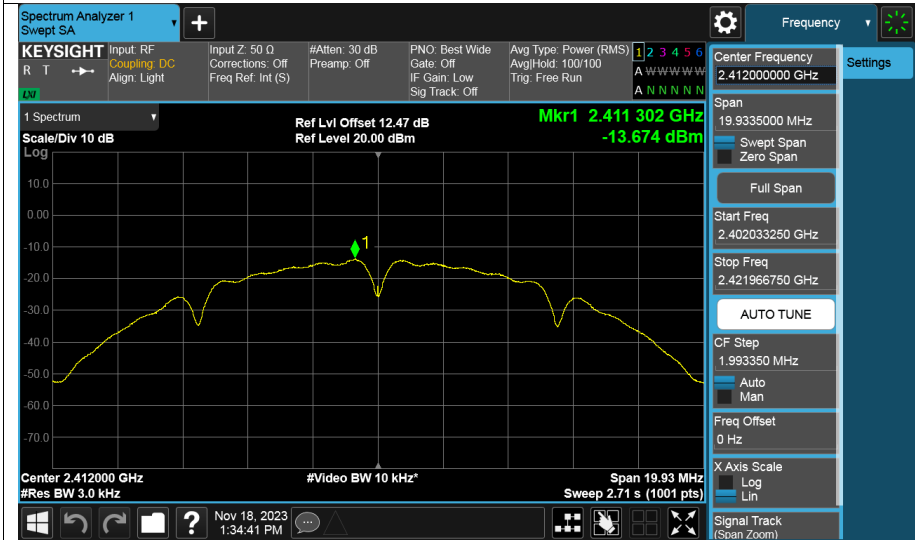 Spectrum Analyzer 1
Swept SA
+
Frequency
KEYSIGHT
R T
LXI
Input: RF
Coupling: DC
Align: Light
Input Z: 50 Ω
Corrections: Off
Freq Ref: Int (S)
#Atten: 30 dB
Preamp: Off
PNO: Best Wide
Gate: Off
IF Gain: Low
Sig Track: Off
Avg Type: Power (RMS)
Avg|Hold: 100/100
Trig: Free Run
1 2 3 4 5 6
A W W W W W
A N N N N N
1 Spectrum
Scale/Div 10 dB
Log
Ref Lvl Offset 12.47 dB
Ref Level 20.00 dBm
Mkr1 2.411 302 GHz
-13.674 dBm
10.0
0.00
-10.0
-20.0
-30.0
-40.0
-50.0
-60.0
-70.0
1
Center 2.412000 GHz
#Res BW 3.0 kHz
#Video BW 10 kHz*
Span 19.93 MHz
Sweep 2.71 s (1001 pts)
?
Nov 18, 2023
1:34:41 PM
Center Frequency
2.412000000 GHz
Settings
Span
19.9335000 MHz
Swept Span
Zero Span
Full Span
Start Freq
2.402033250 GHz
Stop Freq
2.421966750 GHz
AUTO TUNE
CF Step
1.993350 MHz
Auto
Man
Freq Offset
0 Hz
X Axis Scale
Log
Lin
Signal Track
(Span Zoom)